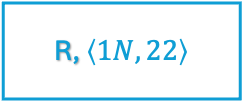 R, ⟨1N, 22⟩